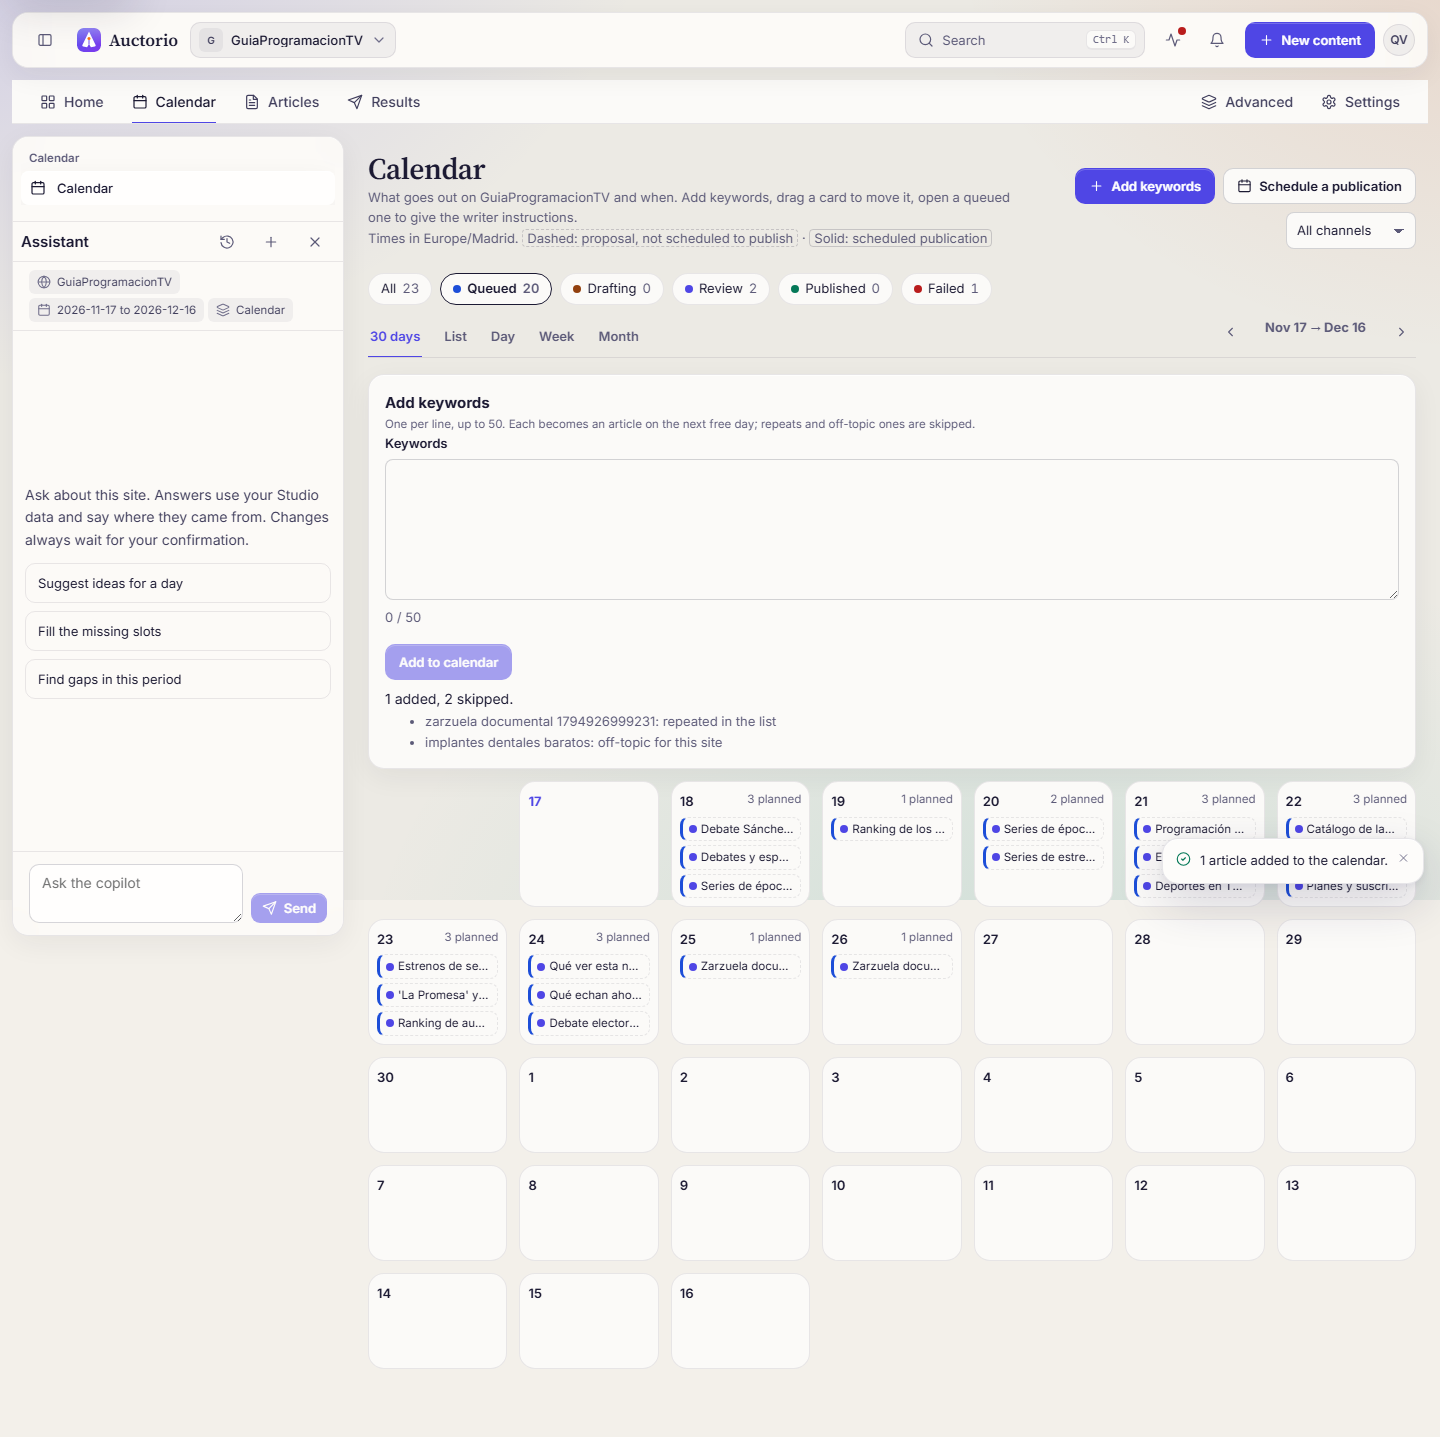 Auctorio
G GuiaProgramacionTV
Search Ctrl K
New content
QV
Home Calendar Articles Results Advanced Settings
Calendar
Calendar
Assistant
GuiaProgramacionTV
2026-11-17 to 2026-12-16 Calendar
Ask about this site. Answers use your Studio
data and say where they came from. Changes
always wait for your confirmation.
Suggest ideas for a day
Fill the missing slots
Find gaps in this period
Ask the copilot
Send
Calendar
What goes out on GuiaProgramacionTV and when. Add keywords, drag a card to move it, open a queued
one to give the writer instructions.
Times in Europe/Madrid. Dashed: proposal, not scheduled to publish · Solid: scheduled publication
Add keywords
Schedule a publication
All channels
All 23 Queued 20 Drafting 0 Review 2 Published 0 Failed 1
30 days List Day Week Month
Nov 17 → Dec 16
Add keywords
One per line, up to 50. Each becomes an article on the next free day; repeats and off-topic ones are skipped.
Keywords
0 / 50
Add to calendar
1 added, 2 skipped.
• zarzuela documental 1794926999231: repeated in the list
• implantes dentales baratos: off-topic for this site
17
18 3 planned
Debate Sánche...
Debates y esp...
Series de époc...
19 1 planned
Ranking de los ...
20 2 planned
Series de époc...
Series de estre...
21 3 planned
Programación ...
E
Deportes en T...
22 3 planned
Catálogo de la...
Planes y suscri...
1 article added to the calendar.
23 3 planned
Estrenos de se...
'La Promesa' y...
Ranking de au...
24 3 planned
Qué ver esta n...
Qué echan aho...
Debate elector...
25 1 planned
Zarzuela docu...
26 1 planned
Zarzuela docu...
27
28
29
30
1
2
3
4
5
6
7
8
9
10
11
12
13
14
15
16